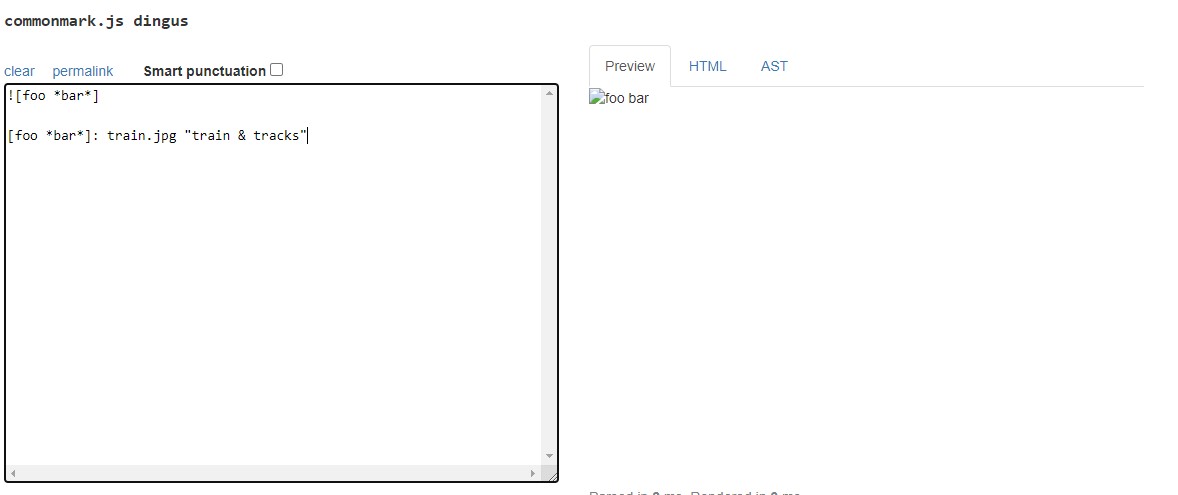 commonmark.js dingus
clear permalink Smart punctuation
![foo *bar*]
[foo *bar*]: train.jpg "train & tracks"
Preview HTML AST
foo bar